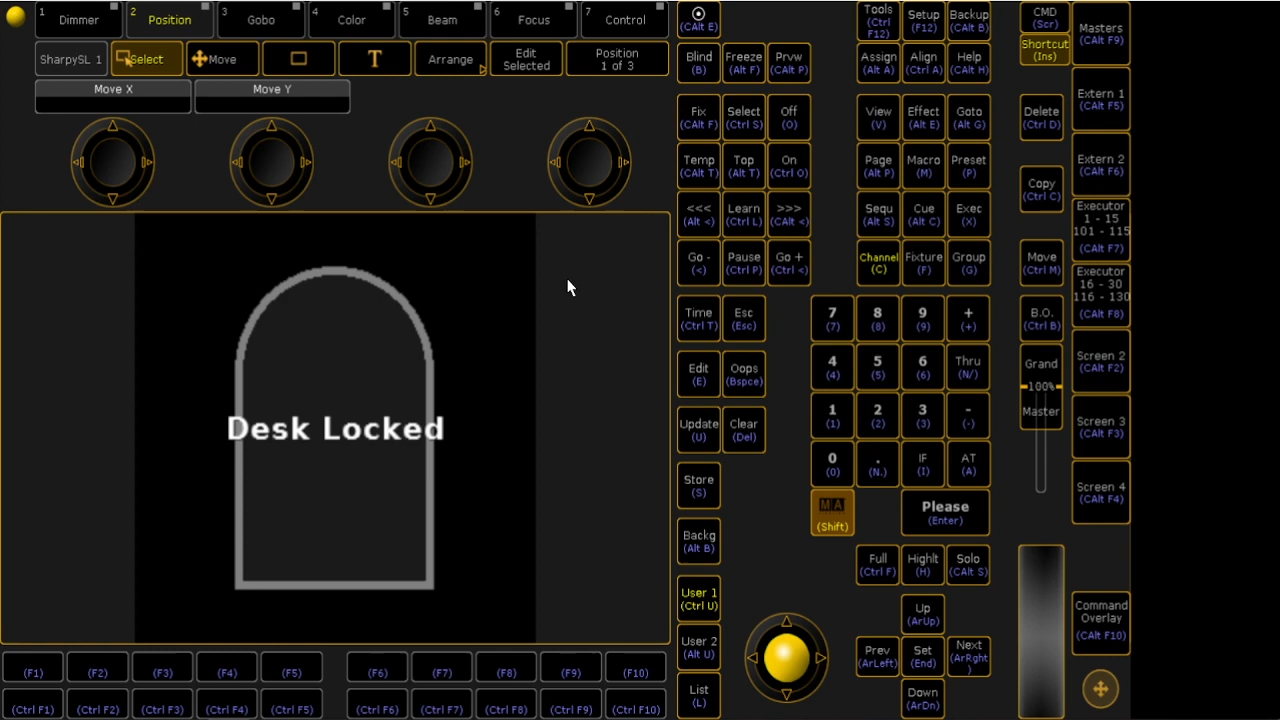 1 Dimmer
2 Position
3 Gobo
4 Color
5 Beam
6 Focus
7 Control
SharpySL 1
Select
Move
T
Arrange
Edit
Selected
Position
1 of 3
Move X
Move Y
Desk Locked
(F1)
(F2)
(F3)
(F4)
(F5)
(F6)
(F7)
(F8)
(F9)
(F10)
(Ctrl F1)
(Ctrl F2)
(Ctrl F3)
(Ctrl F4)
(Ctrl F5)
(Ctrl F6)
(Ctrl F7)
(Ctrl F8)
(Ctrl F9)
(Ctrl F10)
(CAlt E)
Blind
(B)
Freeze
(Alt F)
Prvw
(CAlt P)
Fix
(CAlt F)
Select
(Ctrl S)
Off
(O)
Temp
(CAlt T)
Top
(Alt T)
On
(Ctrl O)
<<<
(Alt <)
Learn
(Ctrl L)
>>>
(CAlt <)
Go -
(<)
Pause
(Ctrl P)
Go +
(Ctrl <)
Time
(Ctrl T)
Esc
(Esc)
Edit
(E)
Oops
(Bspce)
Update
(U)
Clear
(Del)
Store
(S)
Backg
(Alt B)
User 1
(Ctrl U)
User 2
(Alt U)
List
(L)
Tools
(Ctrl
F12)
Setup
(F12)
Backup
(CAlt B)
Assign
(Alt A)
Align
(Ctrl A)
Help
(CAlt H)
View
(V)
Effect
(Alt E)
Goto
(Alt G)
Page
(Alt P)
Macro
(M)
Preset
(P)
Sequ
(Alt S)
Cue
(Alt C)
Exec
(X)
Channel
(C)
Fixture
(F)
Group
(G)
7
(7)
8
(8)
9
(9)
+
(+)
4
(4)
5
(5)
6
(6)
Thru
(N/)
1
(1)
2
(2)
3
(3)
-
(-)
0
(0)
.
(N.)
IF
(I)
AT
(A)
MA
(Shift)
Please
(Enter)
Full
(Ctrl F)
Highlt
(H)
Solo
(CAlt S)
Up
(ArUp)
Prev
(ArLeft)
Set
(End)
Next
(ArRght
)
Down
(ArDn)
CMD
(Scr)
Shortcut
(Ins)
Delete
(Ctrl D)
Copy
(Ctrl C)
Move
(Ctrl M)
B.O.
(Ctrl B)
Grand
100%
Master
Masters
(CAlt F9)
Extern 1
(CAlt F5)
Extern 2
(CAlt F6)
Executor
1 - 15
101 - 115
(CAlt F7)
Executor
16 - 30
116 - 130
(CAlt F8)
Screen 2
(CAlt F2)
Screen 3
(CAlt F3)
Screen 4
(CAlt F4)
Command
Overlay
(CAlt F10)